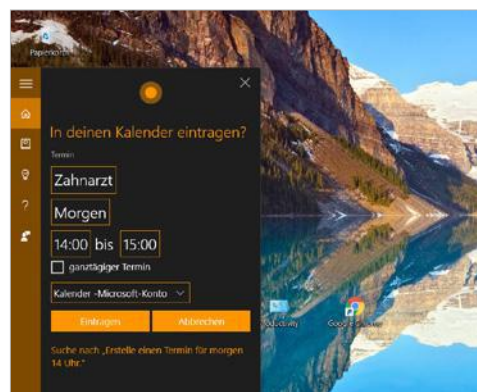 Papierkorb
In deinen Kalender eintragen?
Termin
Zahnarzt
Morgen
14:00 bis 15:00
ganztägiger Termin
Kalender -Microsoft-Konto
Eintragen Abbrechen
Suche nach „Erstelle einen Termin für morgen
14 Uhr."
oductivity Google Chrome